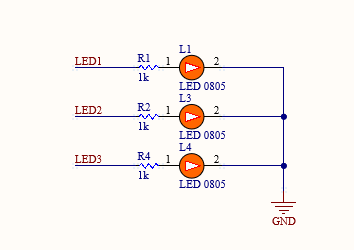 L1
LED1 R1 1 2
1k LED 0805
L3
LED2 R2 1 2
1k LED 0805
L4
LED3 R4 1 2
1k LED 0805
GND